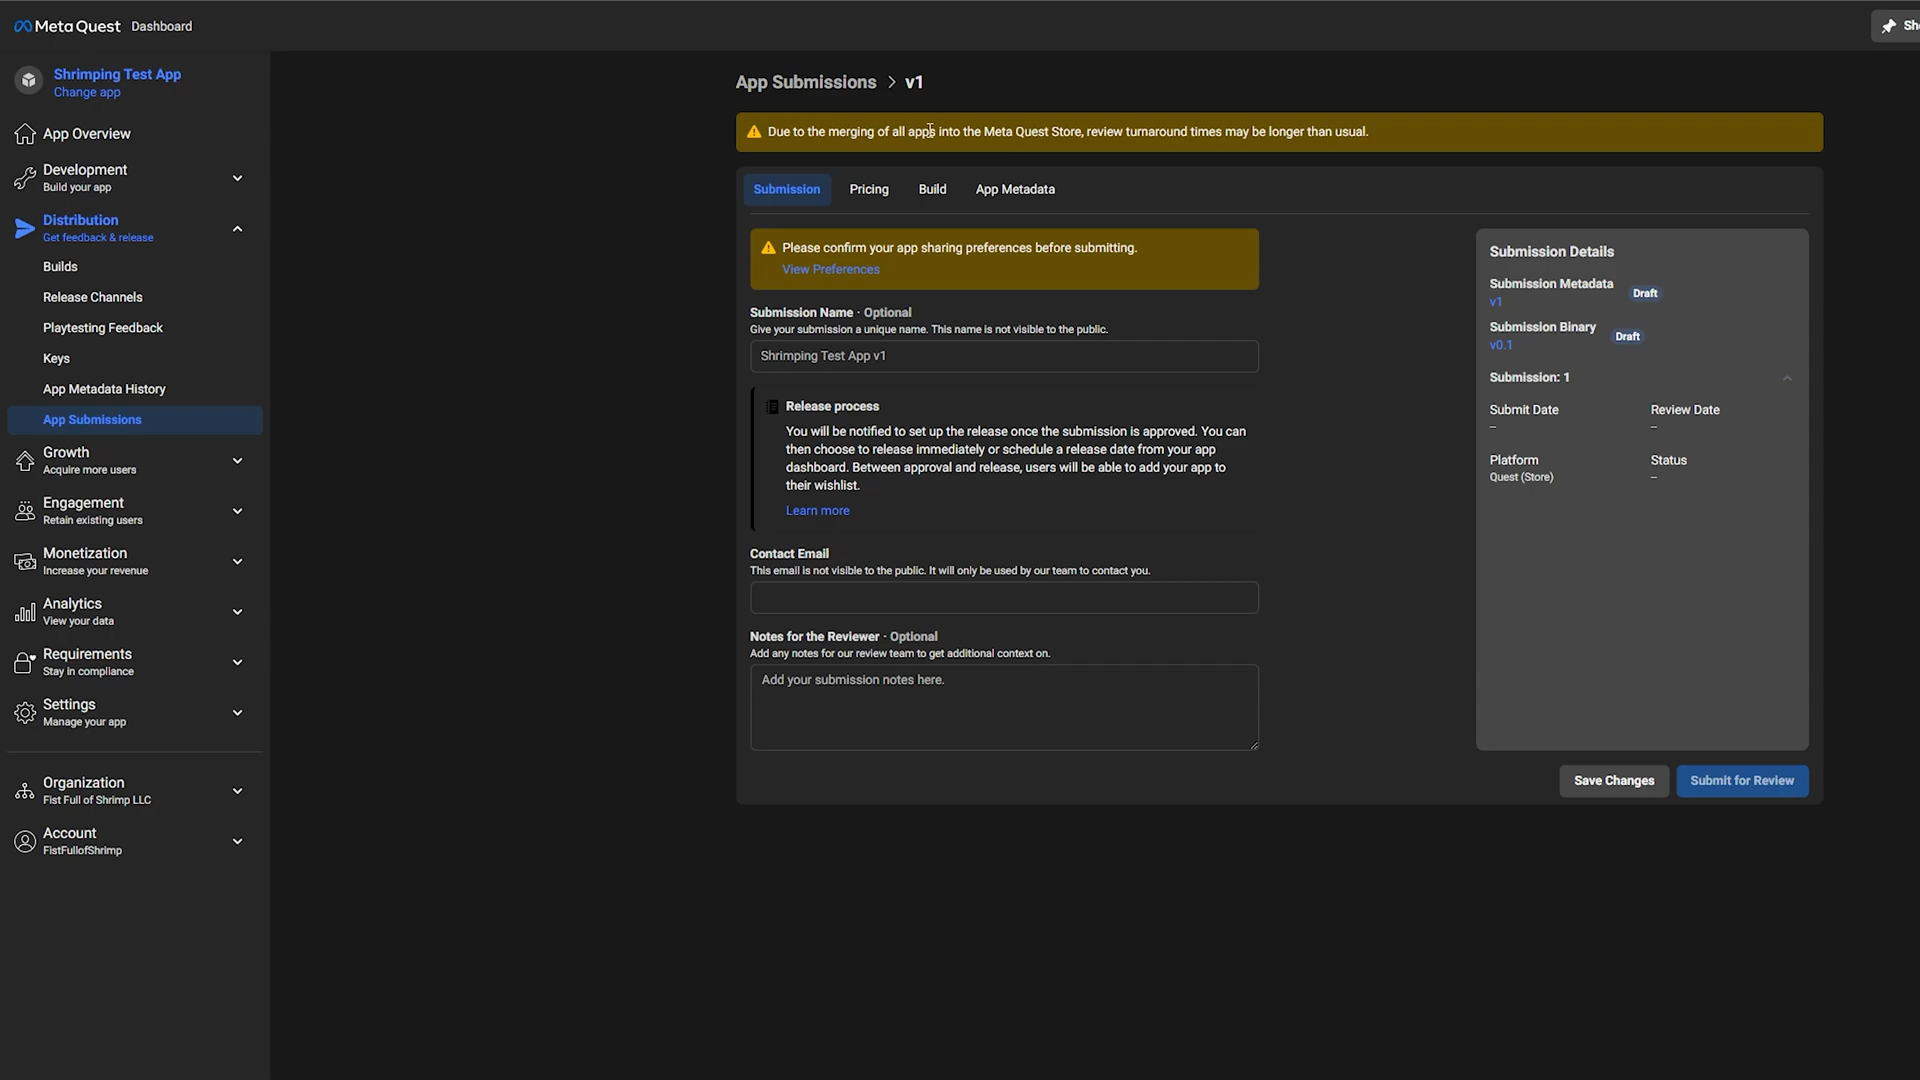 Meta Quest Dashboard
Sh
Shrimping Test App
Change app
App Overview
Development
Build your app
Distribution
Get feedback & release
Builds
Release Channels
Playtesting Feedback
Keys
App Metadata History
App Submissions
Growth
Acquire more users
Engagement
Retain existing users
Monetization
Increase your revenue
Analytics
View your data
Requirements
Stay in compliance
Settings
Manage your app
Organization
Fist Full of Shrimp LLC
Account
FistFullofShrimp
App Submissions > v1
Due to the merging of all apps into the Meta Quest Store, review turnaround times may be longer than usual.
Submission Pricing Build App Metadata
Please confirm your app sharing preferences before submitting.
View Preferences
Submission Name · Optional
Give your submission a unique name. This name is not visible to the public.
Shrimping Test App v1
Release process
You will be notified to set up the release once the submission is approved. You can
then choose to release immediately or schedule a release date from your app
dashboard. Between approval and release, users will be able to add your app to
their wishlist.
Learn more
Contact Email
This email is not visible to the public. It will only be used by our team to contact you.
Notes for the Reviewer · Optional
Add any notes for our review team to get additional context on.
Add your submission notes here.
Submission Details
Submission Metadata Draft
v1
Submission Binary Draft
v0.1
Submission: 1
Submit Date Review Date
– –
Platform Status
Quest (Store) –
Save Changes Submit for Review